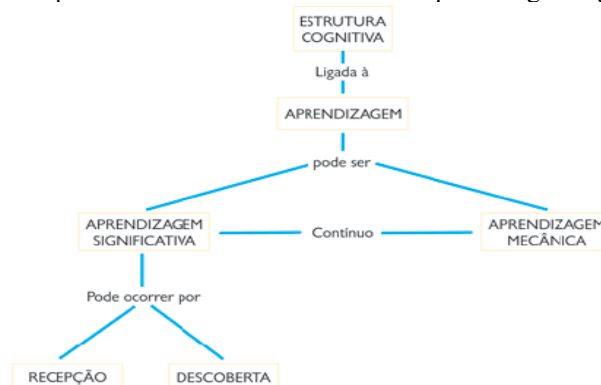 ESTRUTURA
COGNITIVA
Ligada à
APRENDIZAGEM
pode ser
APRENDIZAGEM
SIGNIFICATIVA
Contínuo
APRENDIZAGEM
MECÂNICA
Pode ocorrer por
RECEPÇÃO
DESCOBERTA